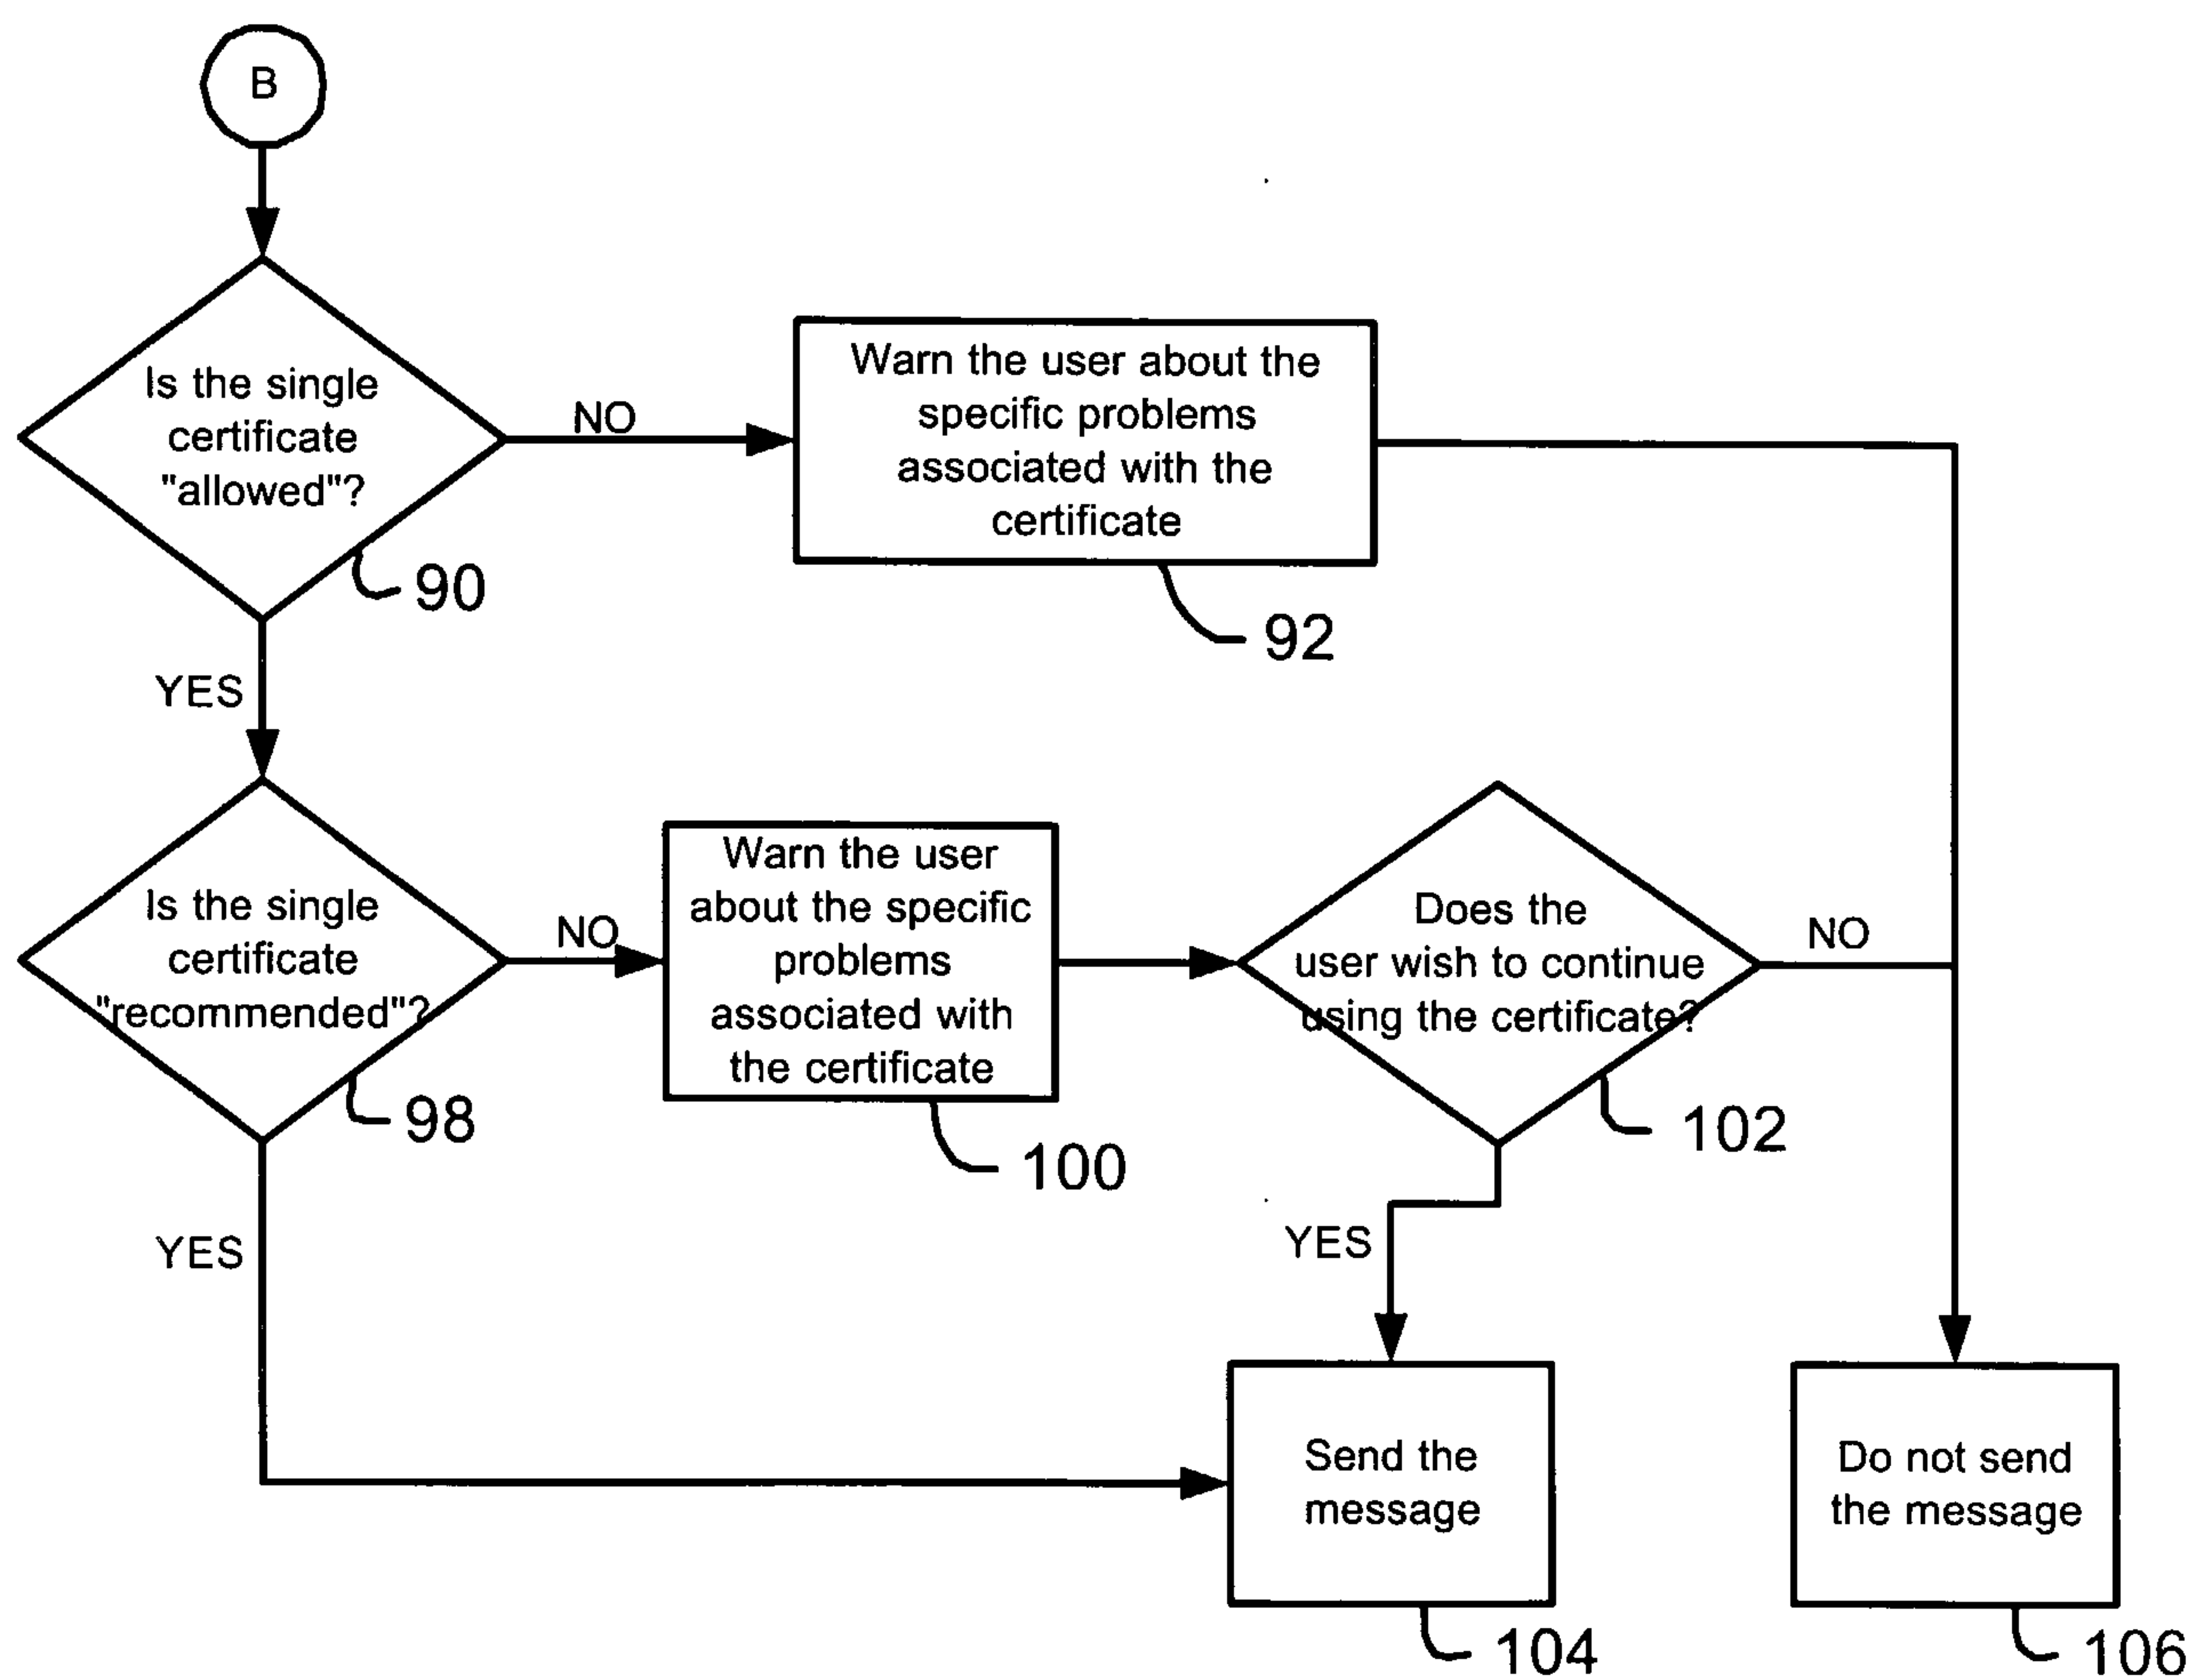 B
Is the single
certificate
"allowed"?
90
NO
Warn the user about the
specific problems
associated with the
certificate
92
YES
Is the single
certificate
"recommended"?
98
NO
Warn the user
about the specific
problems
associated with
the certificate
100
Does the
user wish to continue
using the certificate?
102
NO
YES
YES
Send the
message
104
Do not send
the message
106